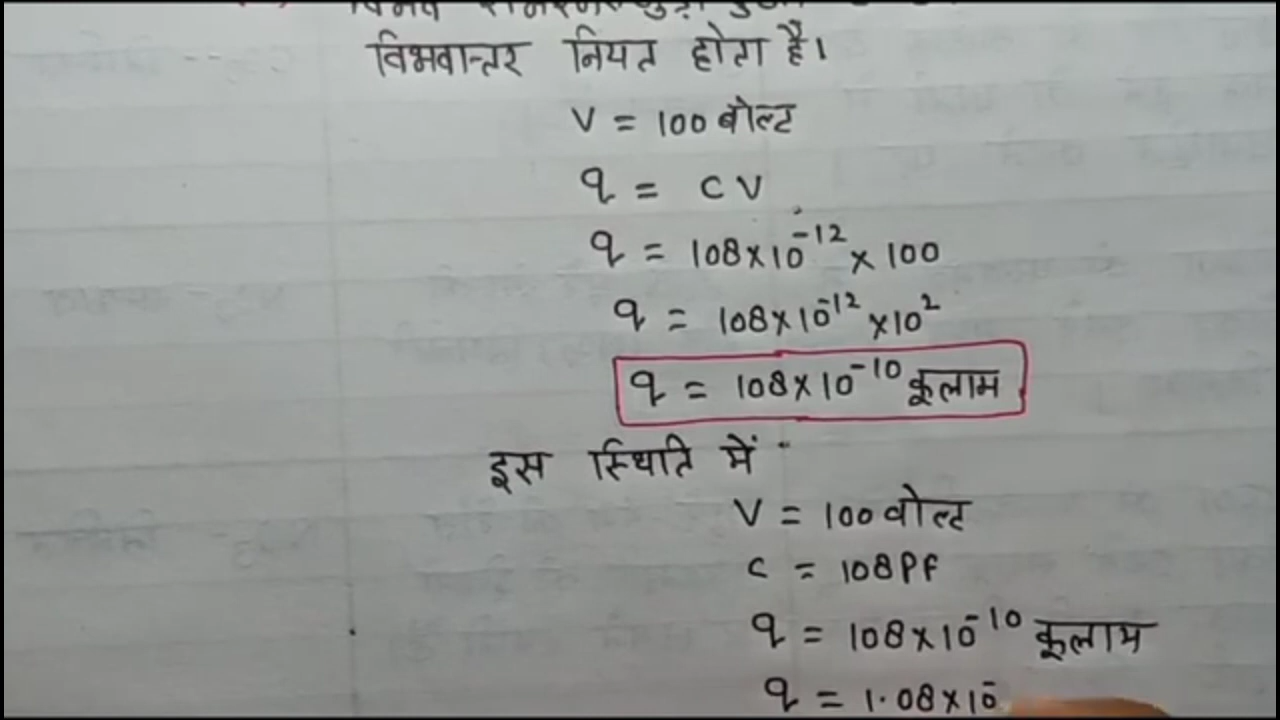 विभवान्तर नियत होता है।
V = 100 वोल्ट
q = CV
q = 108×10⁻¹² × 100
q = 108×10⁻¹² ×10²
q = 108×10⁻¹⁰ कूलाम
इस स्थिति में
V = 100 वोल्ट
C = 108 PF
q = 108×10⁻¹⁰ कूलाम
q = 1.08×10⁻